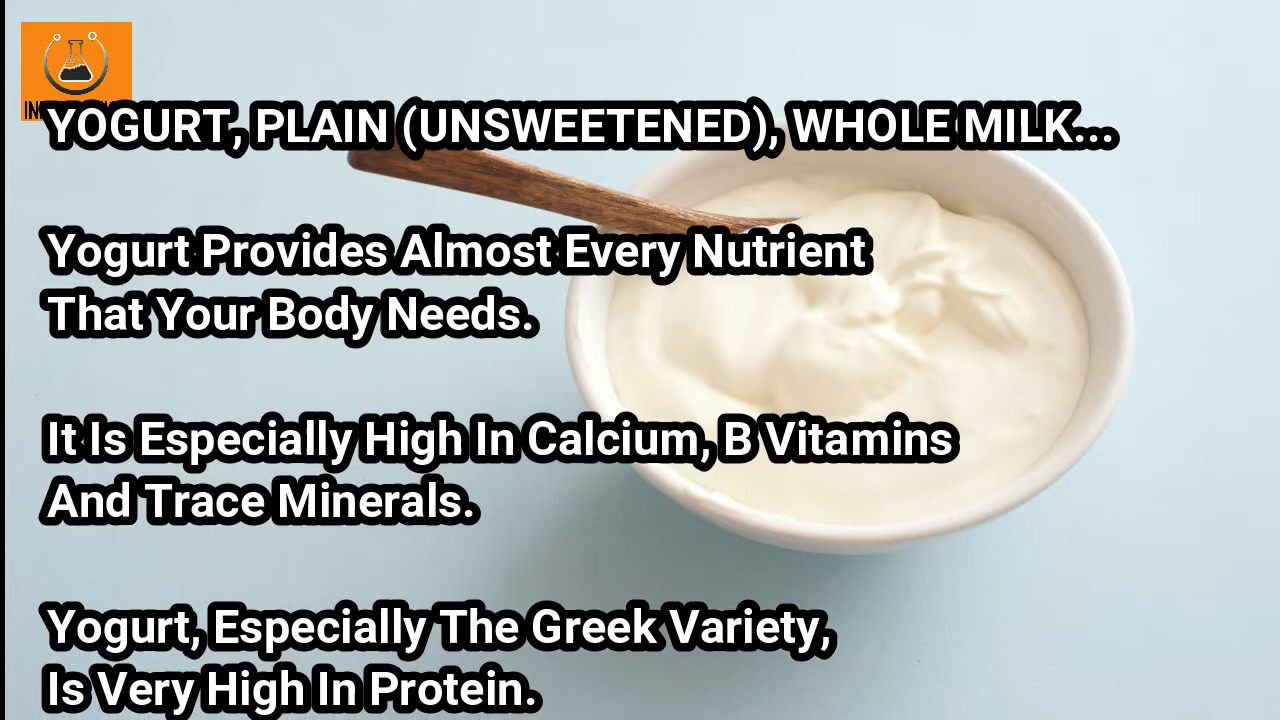 YOGURT, PLAIN (UNSWEETENED), WHOLE MILK...
Yogurt Provides Almost Every Nutrient
That Your Body Needs.
It Is Especially High In Calcium, B Vitamins
And Trace Minerals.
Yogurt, Especially The Greek Variety,
Is Very High In Protein.